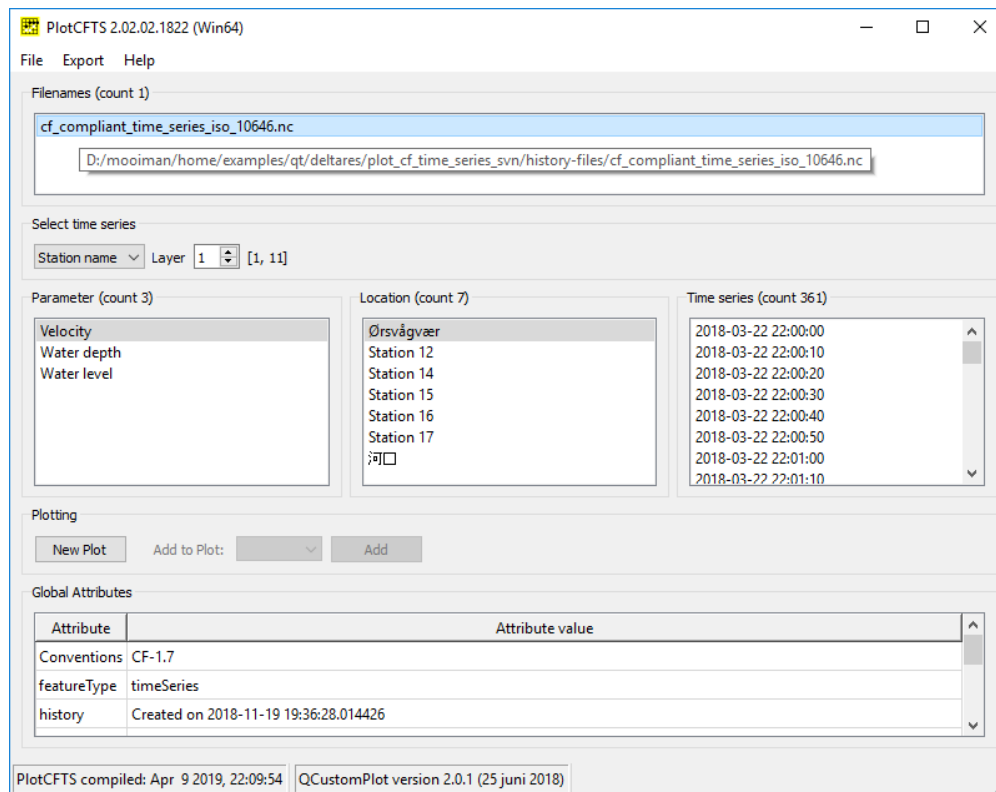 PlotCFTS 2.02.02.1822 (Win64)
File Export Help
Filenames (count 1)
cf_compliant_time_series_iso_10646.nc
D:/mooiman/home/examples/qt/deltares/plot_cf_time_series_svn/history-files/cf_compliant_time_series_iso_10646.nc
Select time series
Station name Layer 1 [1, 11]
Parameter (count 3)
Velocity
Water depth
Water level
Location (count 7)
Ørsvågvær
Station 12
Station 14
Station 15
Station 16
Station 17
河口
Time series (count 361)
2018-03-22 22:00:00
2018-03-22 22:00:10
2018-03-22 22:00:20
2018-03-22 22:00:30
2018-03-22 22:00:40
2018-03-22 22:00:50
2018-03-22 22:01:00
2018-03-22 22:01:10
Plotting
New Plot Add to Plot: Add
Global Attributes
Attribute Attribute value
Conventions CF-1.7
featureType timeSeries
history Created on 2018-11-19 19:36:28.014426
PlotCFTS compiled: Apr 9 2019, 22:09:54 QCustomPlot version 2.0.1 (25 juni 2018)